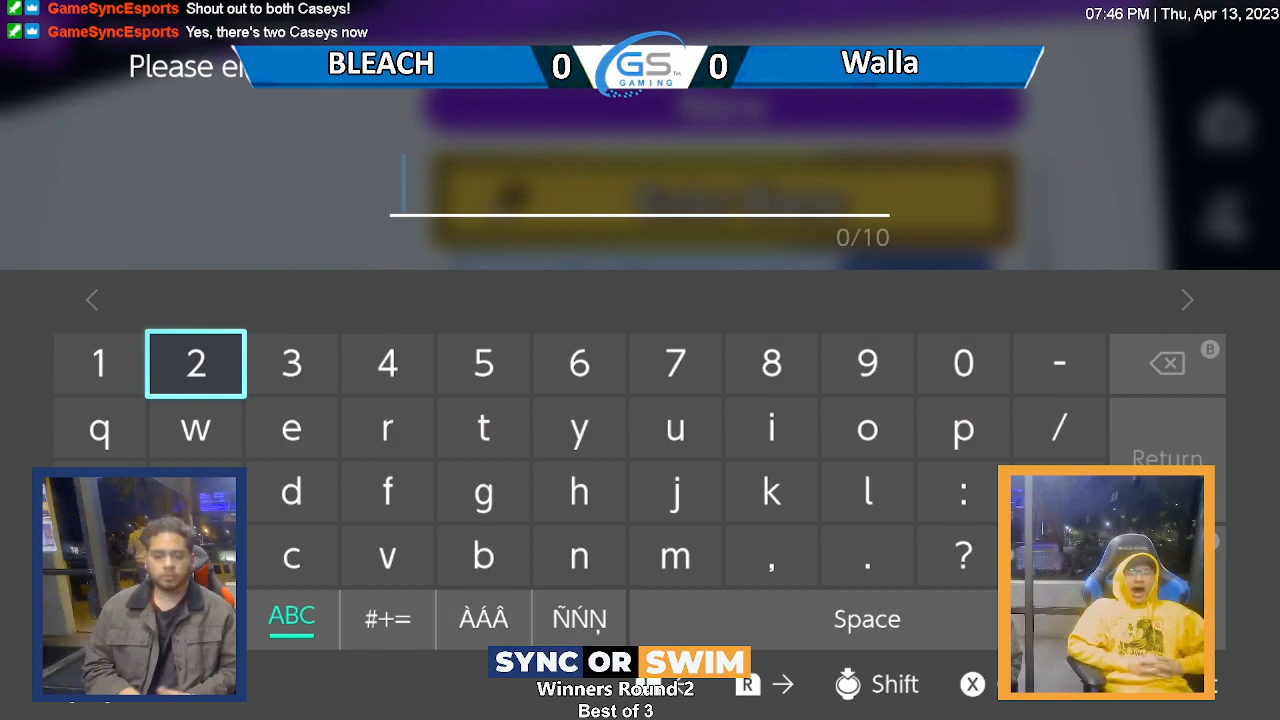 GameSyncEsports Shout out to both Caseys!
GameSyncEsports Yes, there's two Caseys now
07:46 PM | Thu, Apr 13, 2023
Please en
BLEACH 0 GS GAMING 0 Walla
0/10
1 2 3 4 5 6 7 8 9 0 -
q w e r t y u i o p /
Return
d f g h j k l :
c v b n m , . ?
ABC #+= ÀÁÂ ÑŃŅ Space
SYNC OR SWIM
R → Shift X
Winners Round 2
Best of 3